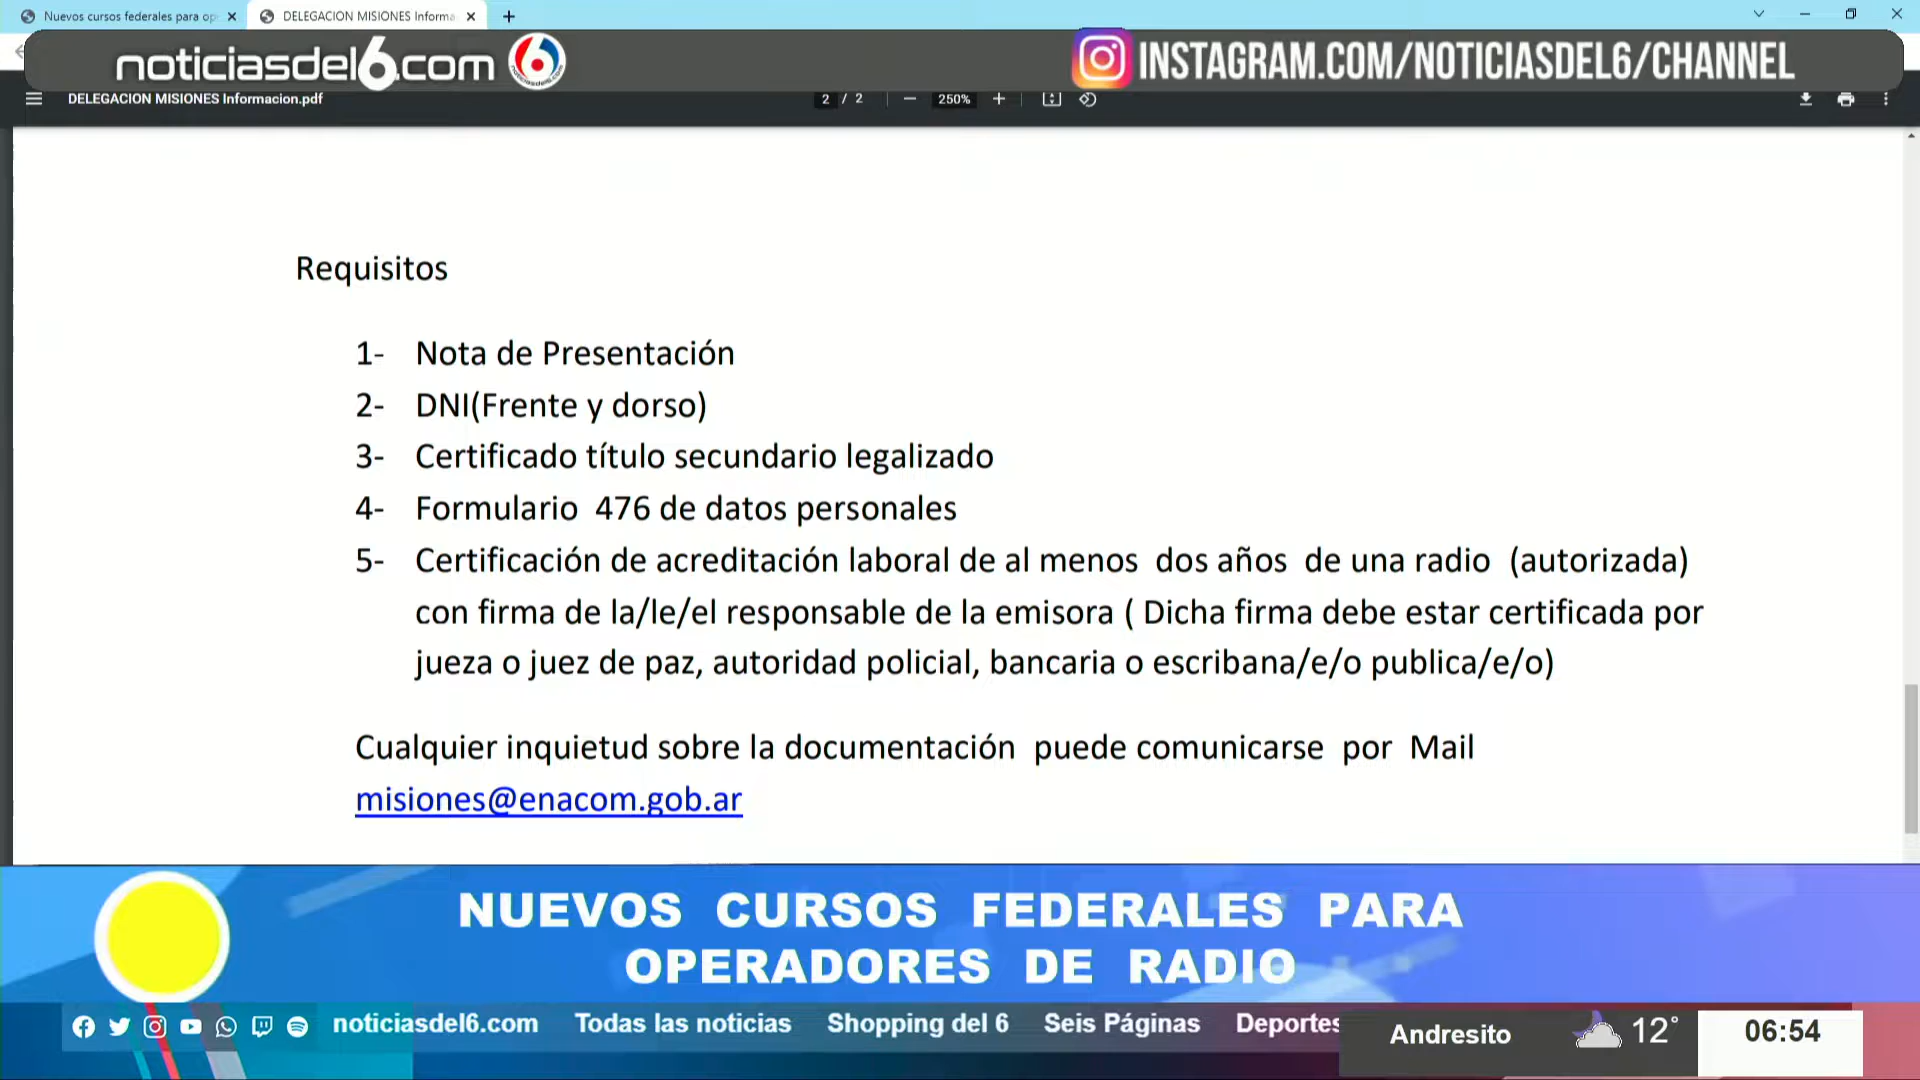 Nuevos cursos federales para op
DELEGACION MISIONES Informa
noticiasdel6.com
INSTAGRAM.COM/NOTICIASDEL6/CHANNEL
DELEGACION MISIONES Informacion.pdf
2 / 2
250%
Requisitos
1- Nota de Presentación
2- DNI(Frente y dorso)
3- Certificado título secundario legalizado
4- Formulario 476 de datos personales
5- Certificación de acreditación laboral de al menos dos años de una radio (autorizada)
con firma de la/le/el responsable de la emisora ( Dicha firma debe estar certificada por
jueza o juez de paz, autoridad policial, bancaria o escribana/e/o publica/e/o)
Cualquier inquietud sobre la documentación puede comunicarse por Mail
misiones@enacom.gob.ar
NUEVOS CURSOS FEDERALES PARA
OPERADORES DE RADIO
noticiasdel6.com Todas las noticias Shopping del 6 Seis Páginas Deportes
Andresito 12° 06:54